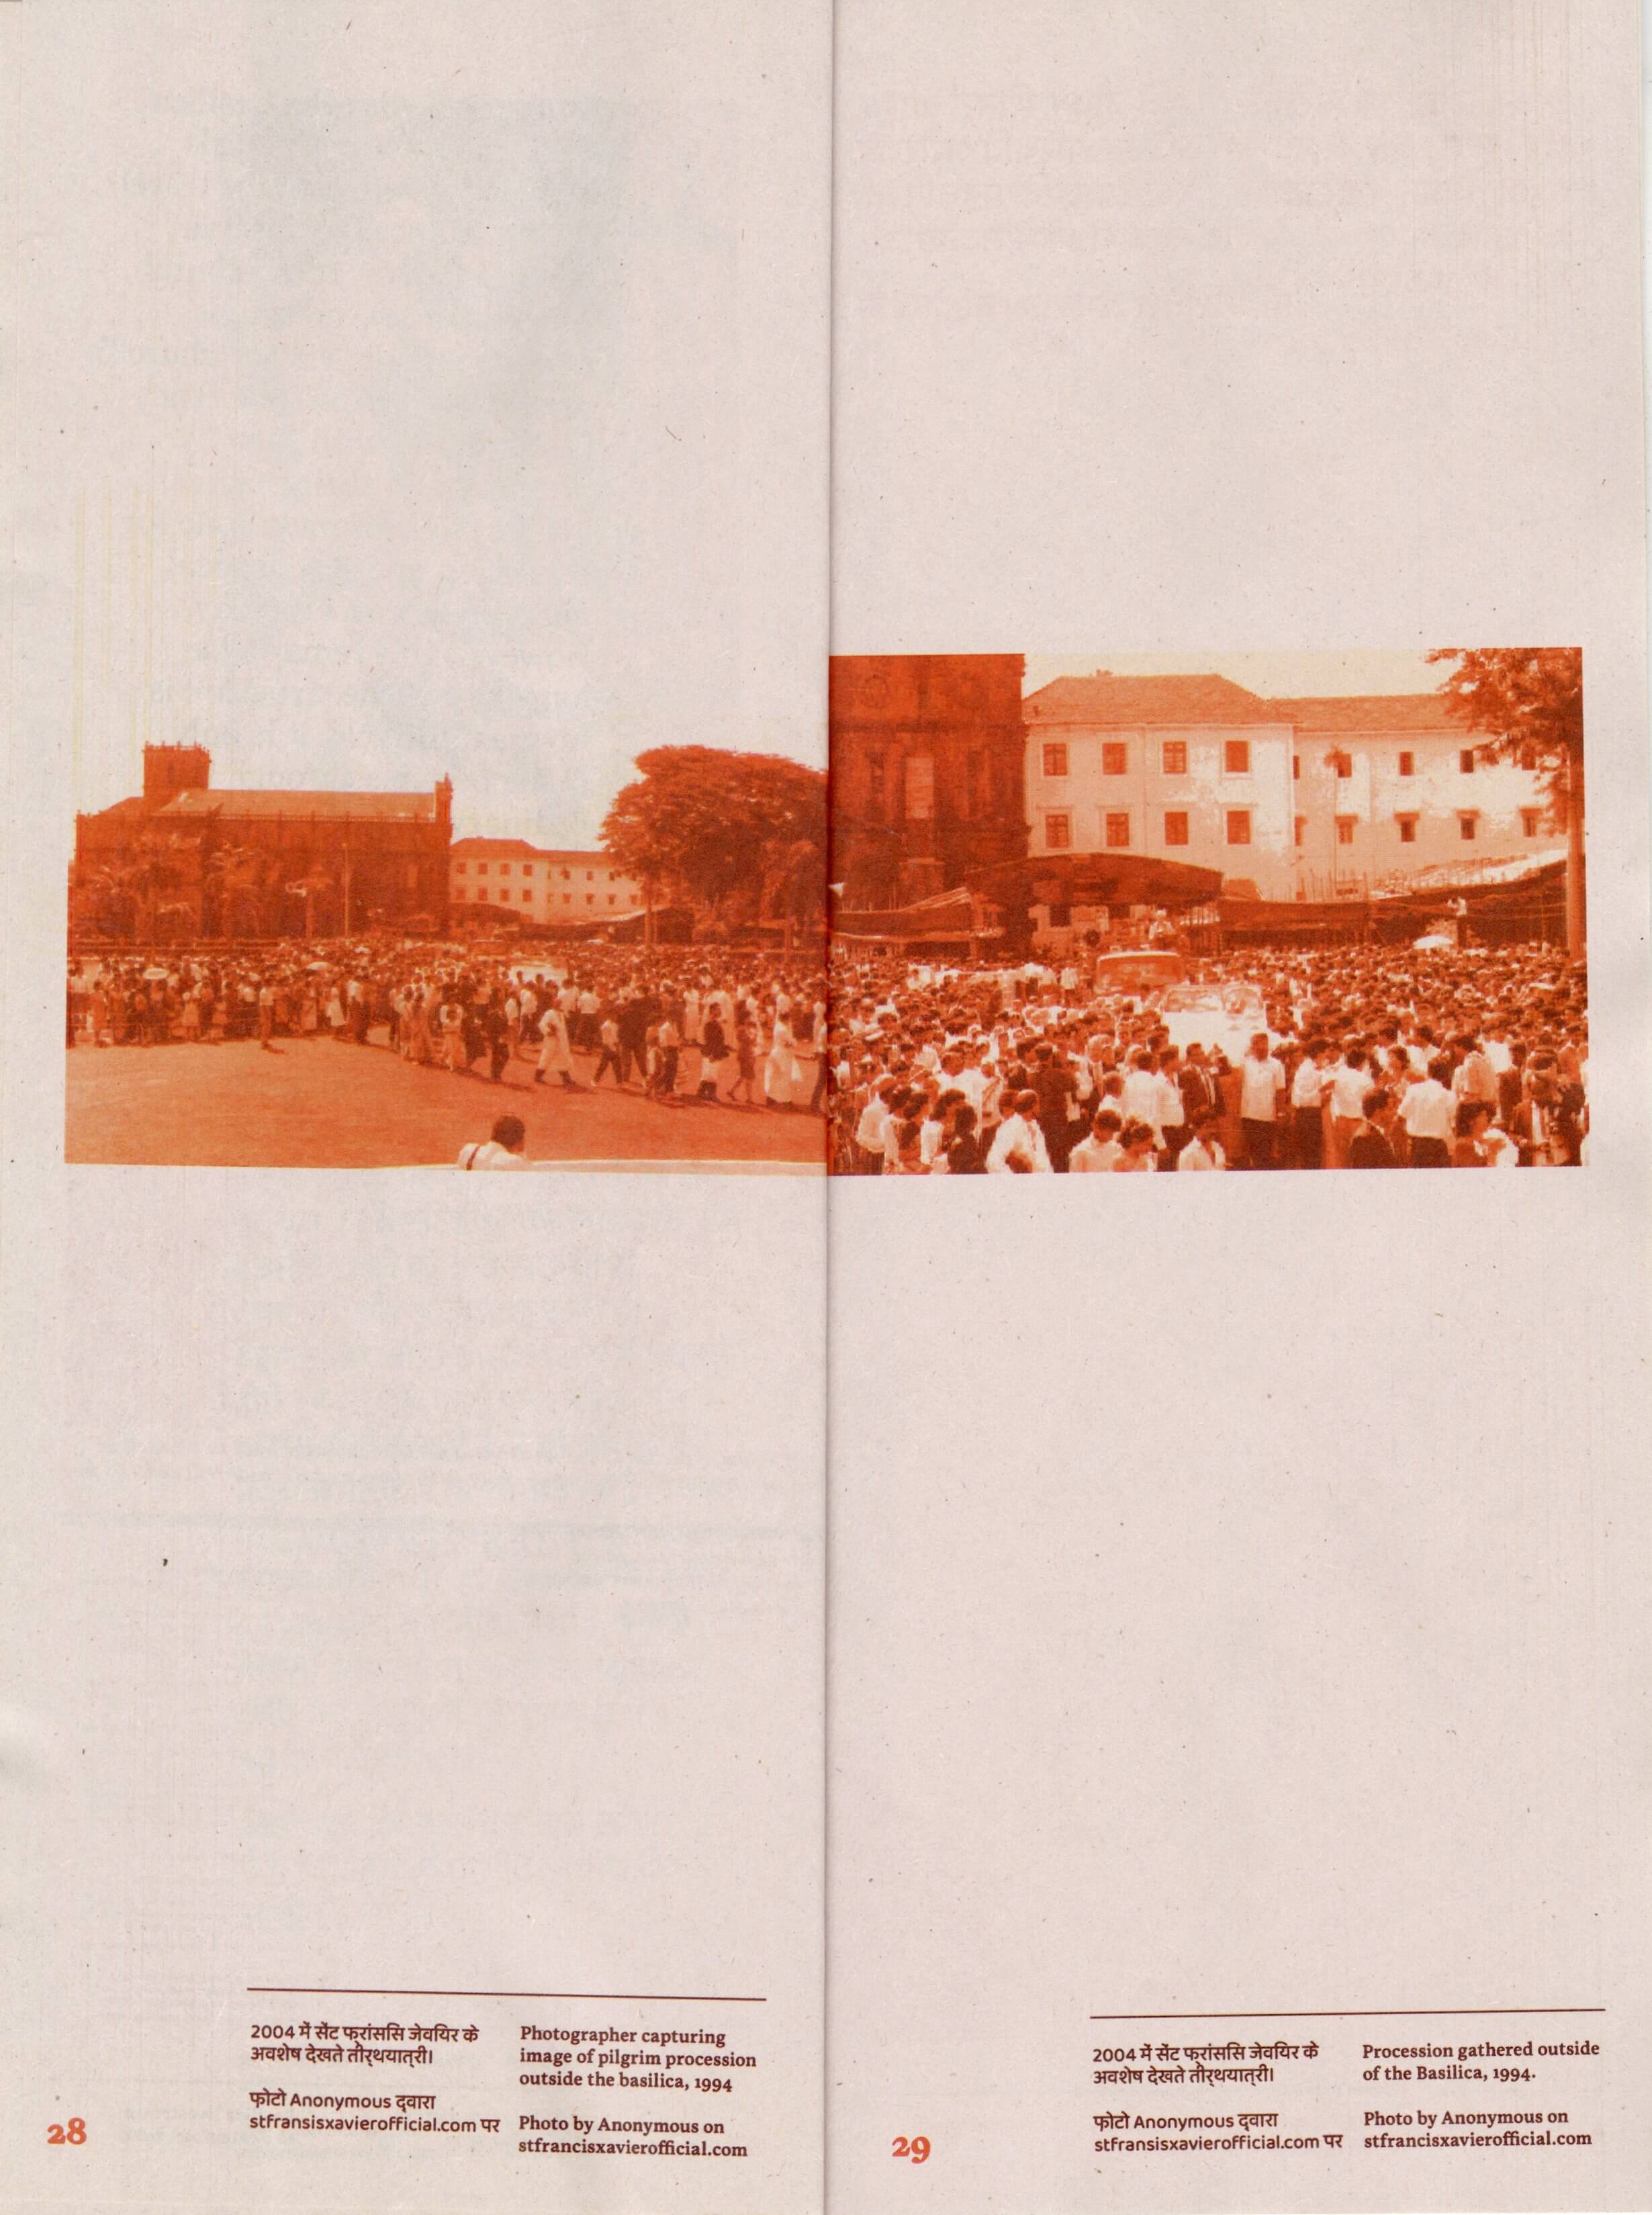 2004 में सेंट फ्रांससि जेवयिर के
अवशेष देखते तीर्थयात्री।
फोटो Anonymous द्वारा
stfransisxavierofficial.com पर
Photographer capturing
image of pilgrim procession
outside the basilica, 1994
Photo by Anonymous on
stfrancisxavierofficial.com
28
2004 में सेंट फ्रांससि जेवयिर के
अवशेष देखते तीर्थयात्री।
फोटो Anonymous द्वारा
stfransisxavierofficial.com पर
Procession gathered outside
of the Basilica, 1994.
Photo by Anonymous on
stfrancisxavierofficial.com
29